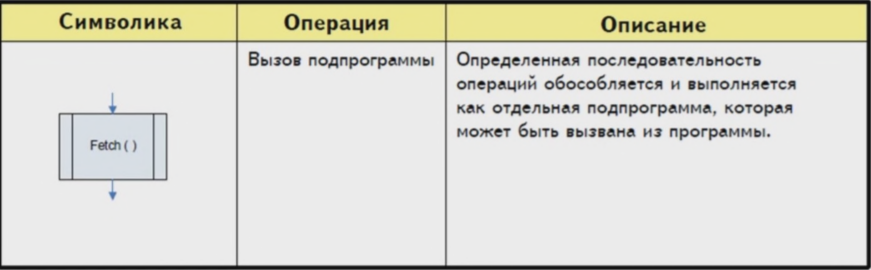 Символика Операция Описание
Вызов подпрограммы
Определенная последовательность
операций обособляется и выполняется
как отдельная подпрограмма, которая
может быть вызвана из программы.
Fetch ( )